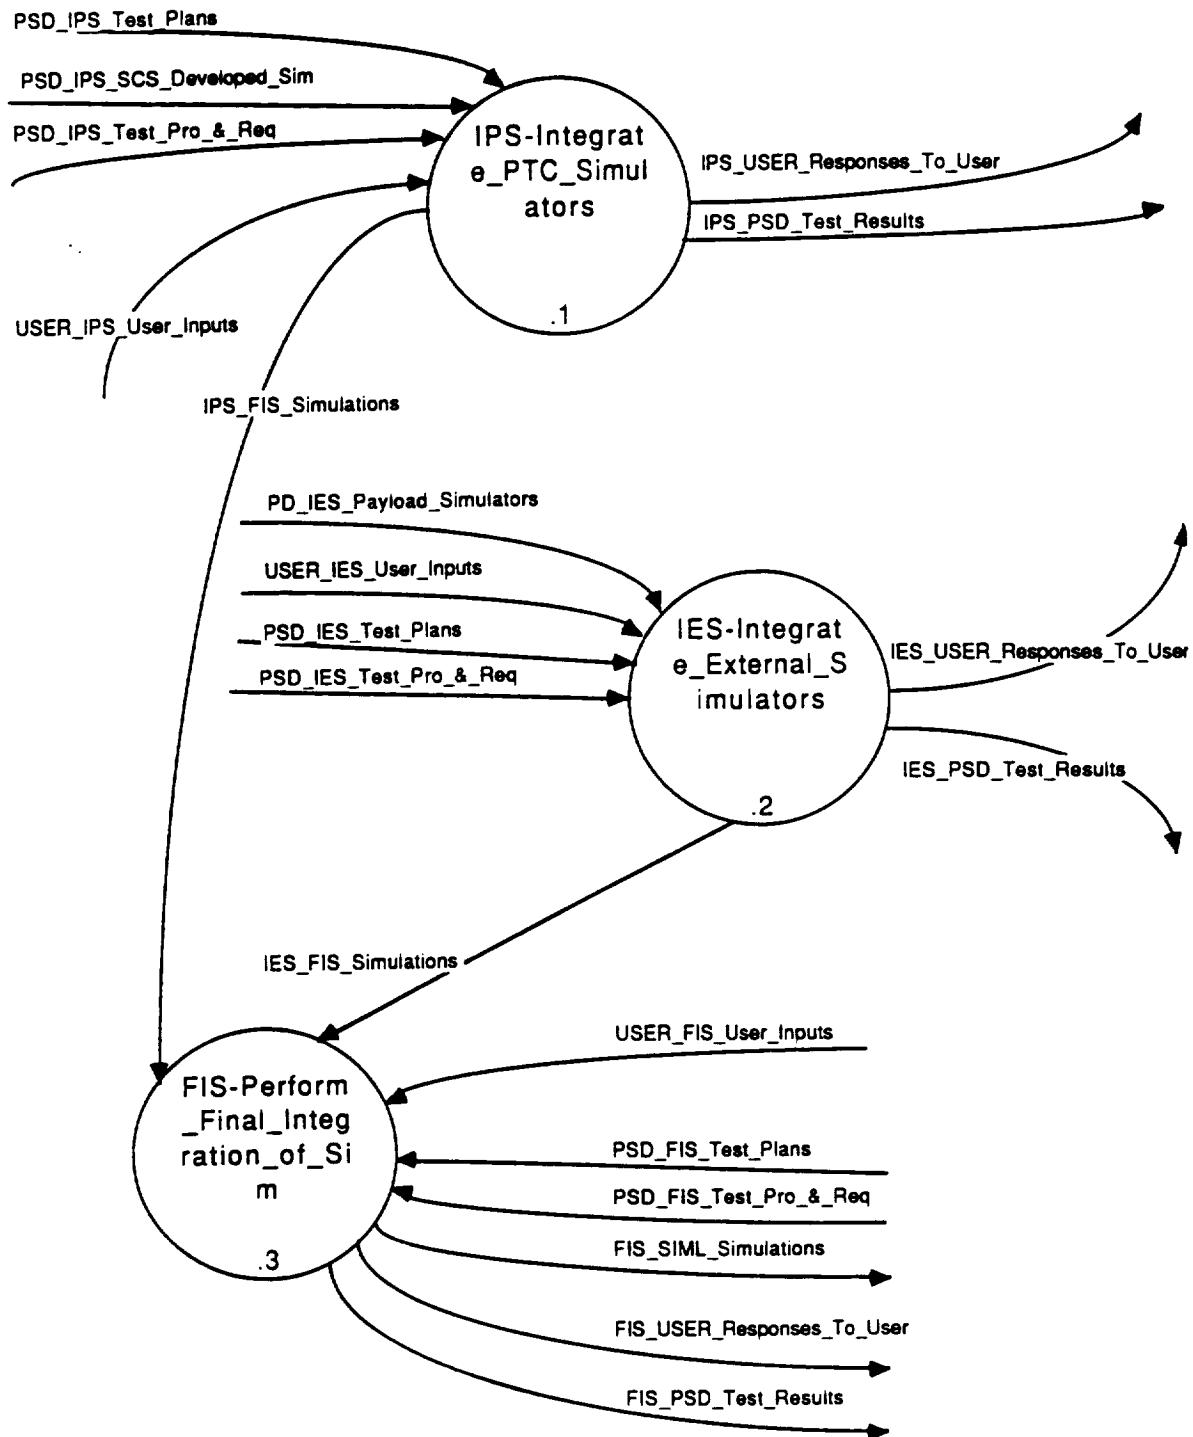 PSD_IPS_Test_Plans
PSD_IPS_SCS_Developed_Sim
PSD_IPS_Test_Pro_&_Req
IPS-Integrat
e_PTC_Simul
ators
.1
IPS_USER_Responses_To_User
IPS_PSD_Test_Results
USER_IPS_User_Inputs
IPS_FIS_Simulations
PD_IES_Payload_Simulators
USER_IES_User_Inputs
PSD_IES_Test_Plans
PSD_IES_Test_Pro_&_Req
IES-Integrat
e_External_S
imulators
.2
IES_USER_Responses_To_User
IES_PSD_Test_Results
IES_FIS_Simulations
USER_FIS_User_Inputs
FIS-Perform
_Final_Integ
ration_of_Si
m
.3
PSD_FIS_Test_Plans
PSD_FIS_Test_Pro_&_Req
FIS_SIML_Simulations
FIS_USER_Responses_To_User
FIS_PSD_Test_Results